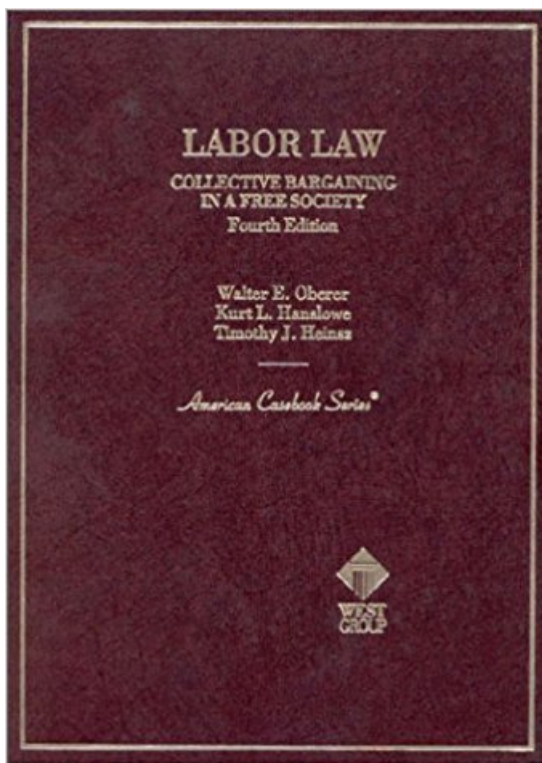 LABOR LAW
COLLECTIVE BARGAINING
IN A FREE SOCIETY
Fourth Edition
Walter E. Oberer
Kurt L. Hanslowe
Timothy J. Heinsz
American Casebook Series®
WEST
GROUP